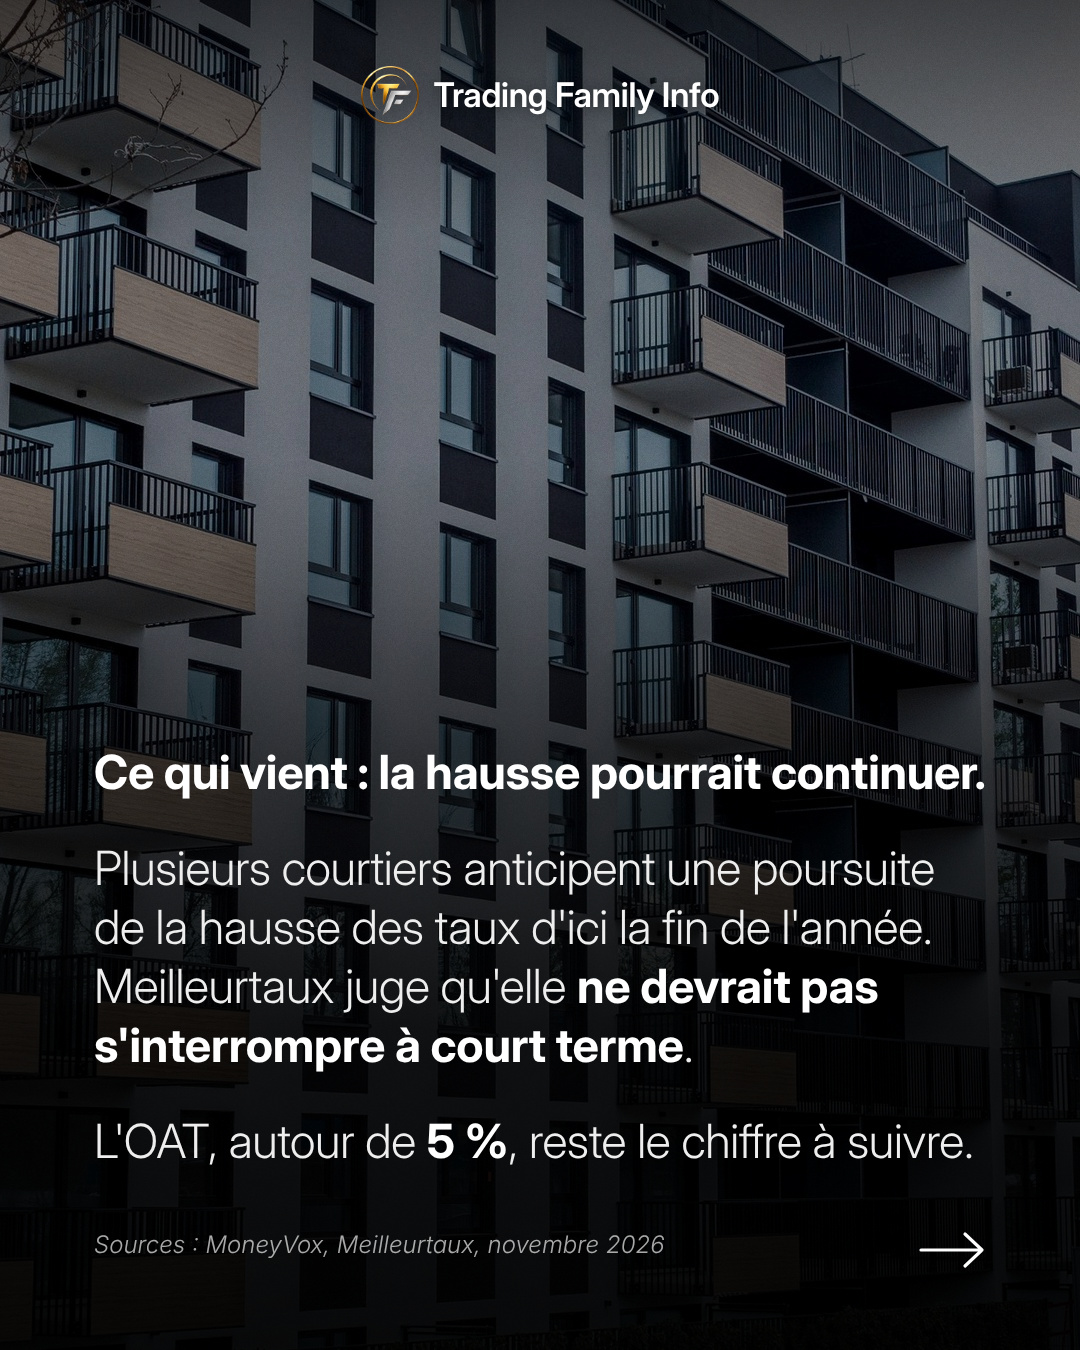 TF Trading Family Info
Ce qui vient : la hausse pourrait continuer.
Plusieurs courtiers anticipent une poursuite
de la hausse des taux d'ici la fin de l'année.
Meilleurtaux juge qu'elle ne devrait pas
s'interrompre à court terme.
L'OAT, autour de 5 %, reste le chiffre à suivre.
Sources : MoneyVox, Meilleurtaux, novembre 2026